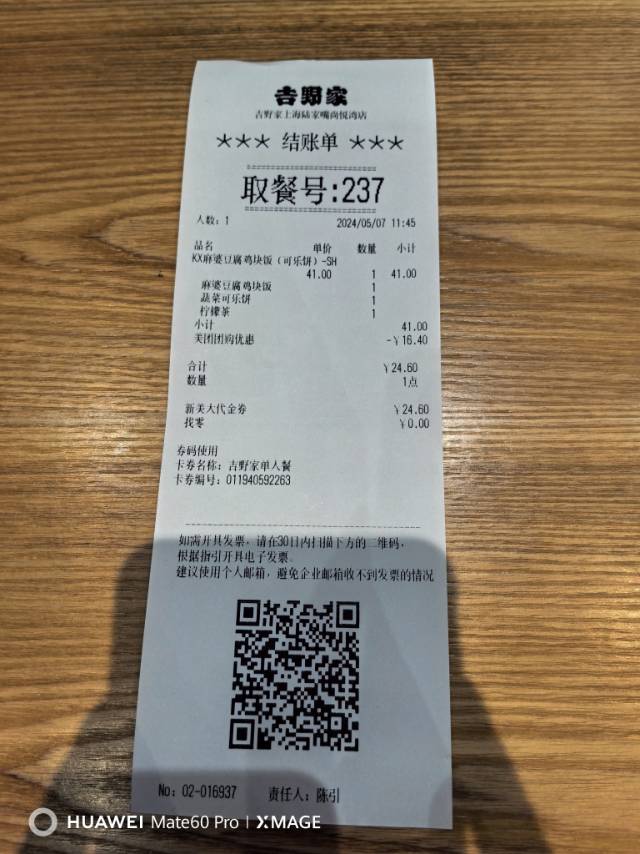 吉野家
吉野家上海陆家嘴尚悦湾店
*** 结账单 ***
取餐号:237
人数:1 2024/05/07 11:45
品名 单价 数量 小计
KX麻婆豆腐鸡块饭(可乐饼)-SH
41.00 1 41.00
麻婆豆腐鸡块饭 1
蔬菜可乐饼 1
柠檬茶 1
小计 41.00
美团团购优惠 -¥16.40
合计 ¥24.60
数量 1点
新美大代金券 ¥24.60
找零 ¥0.00
券码使用
卡券名称: 吉野家单人餐
卡券编号: 011940592263
如需开具发票, 请在30日内扫描下方的二维码,
根据指引开具电子发票.
建议使用个人邮箱, 避免企业邮箱收不到发票的情况
No: 02-016937 责任人: 陈引
HUAWEI Mate60 Pro | XMAGE